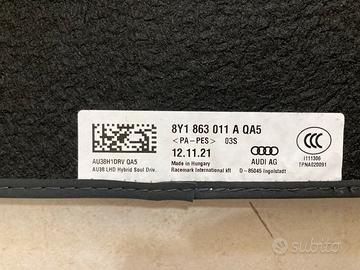 8Y1 863 011 A QA5
<PA-PES> 03S
12.11.21
Made in Hungary
Racemark International kft
AUDI AG
D - 85045 Ingolstadt
CCC
I111306
TPNA020091
AU38H1DRV QA5
AU38 LHD Hybrid Soul Driv.
subito